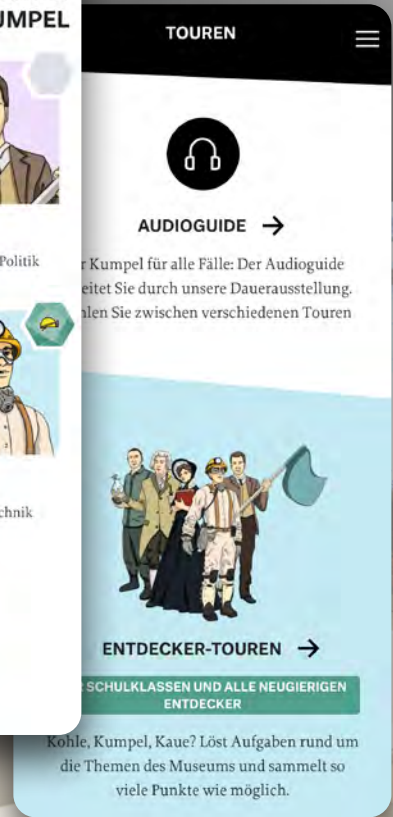 UMPEL
Politik
chnik
TOUREN
AUDIOGUIDE
Kumpel für alle Fälle: Der Audioguide
eitet Sie durch unsere Dauerausstellung.
hlen Sie zwischen verschiedenen Touren
ENTDECKER-TOUREN
SCHULKLASSEN UND ALLE NEUGIERIGEN
ENTDECKER
Kohle, Kumpel, Kaue? Löst Aufgaben rund um
die Themen des Museums und sammelt so
viele Punkte wie möglich.